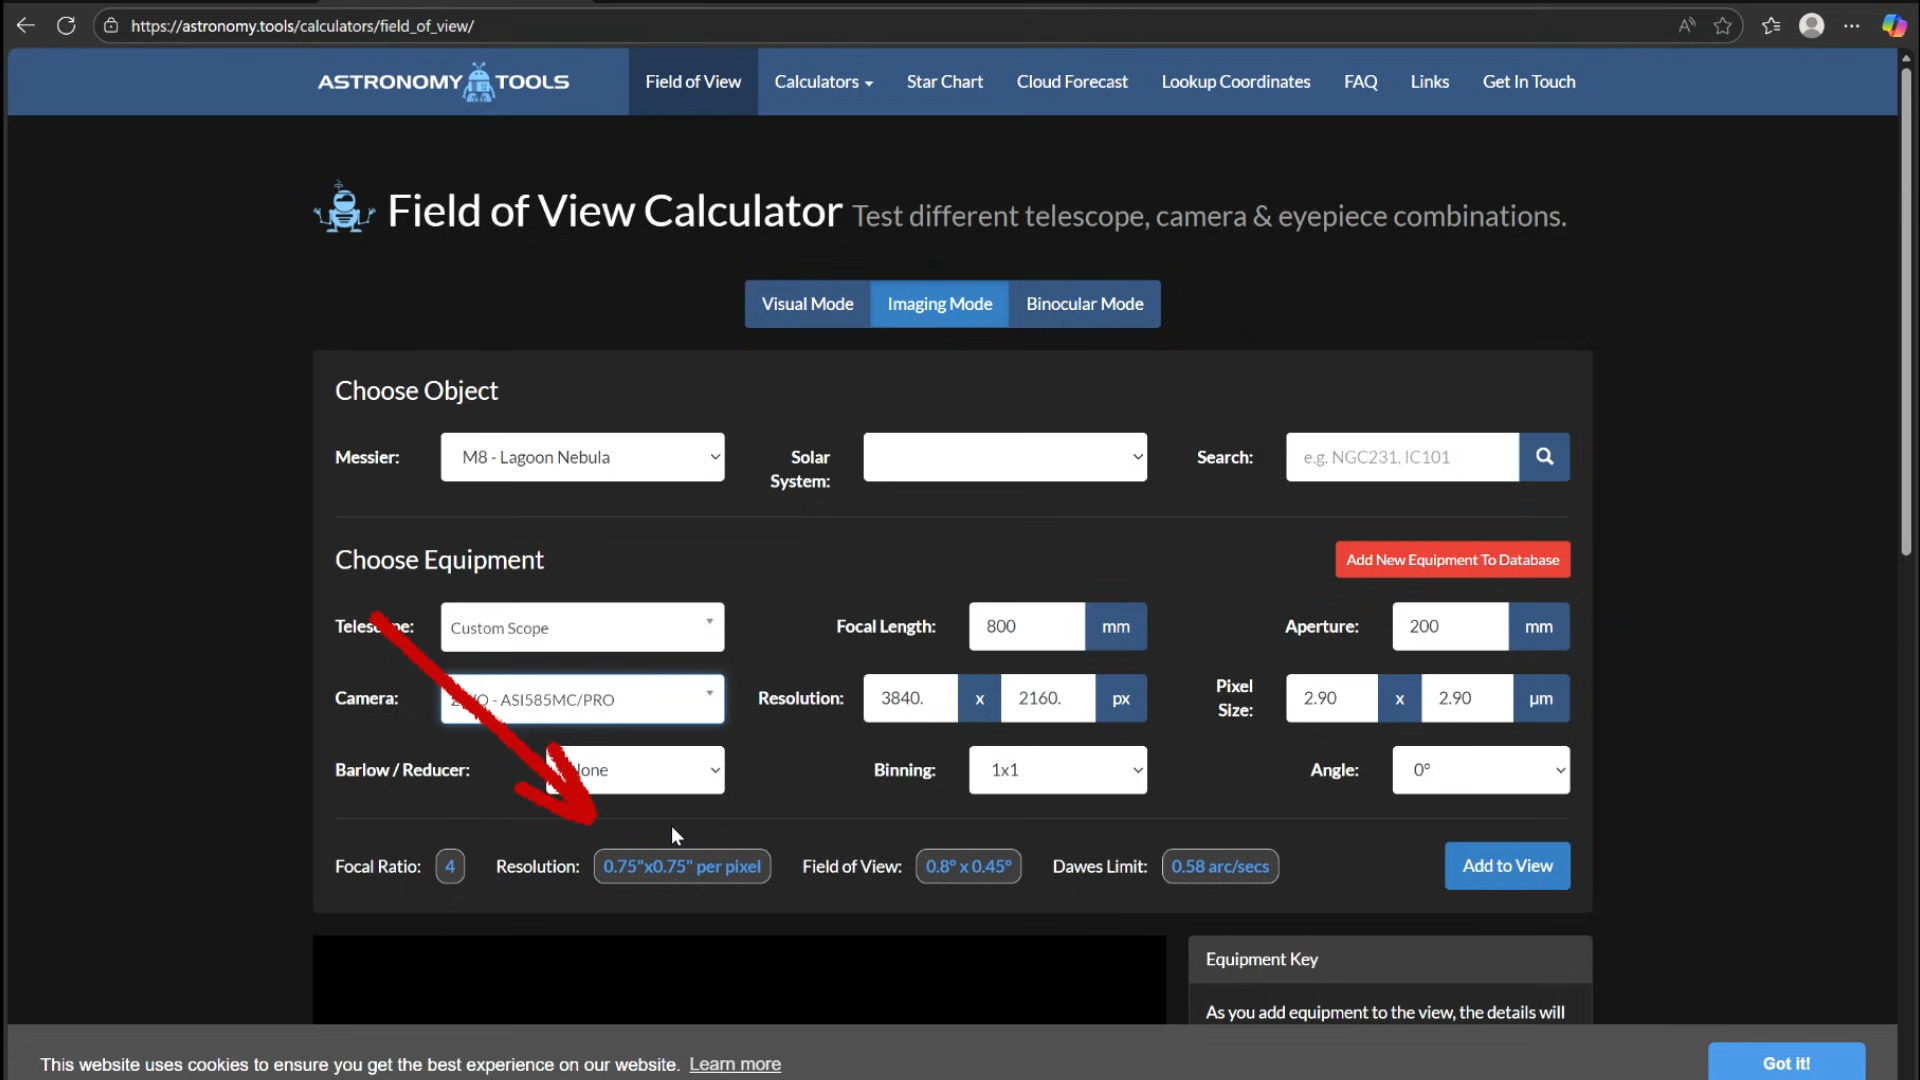 https://astronomy.tools/calculators/field_of_view/
ASTRONOMY TOOLS
Field of View
Calculators
Star Chart
Cloud Forecast
Lookup Coordinates
FAQ
Links
Get In Touch
Field of View Calculator Test different telescope, camera & eyepiece combinations.
Visual Mode
Imaging Mode
Binocular Mode
Choose Object
Messier:
M8 - Lagoon Nebula
Solar
System:
Search:
e.g. NGC231, IC101
Choose Equipment
Add New Equipment To Database
Custom Scope
Focal Length:
800
mm
Aperture:
200
mm
Camera:
- ASI585MC/PRO
Resolution:
3840.
x
2160.
px
Pixel
Size:
2.90
x
2.90
µm
Barlow / Reducer:
Binning:
1x1
Angle:
0°
Focal Ratio:
4
Resolution:
0.75"x0.75" per pixel
Field of View:
0.8° x 0.45°
Dawes Limit:
0.58 arc/secs
Add to View
Equipment Key
As you add equipment to the view, the details will
This website uses cookies to ensure you get the best experience on our website. Learn more
Got it!